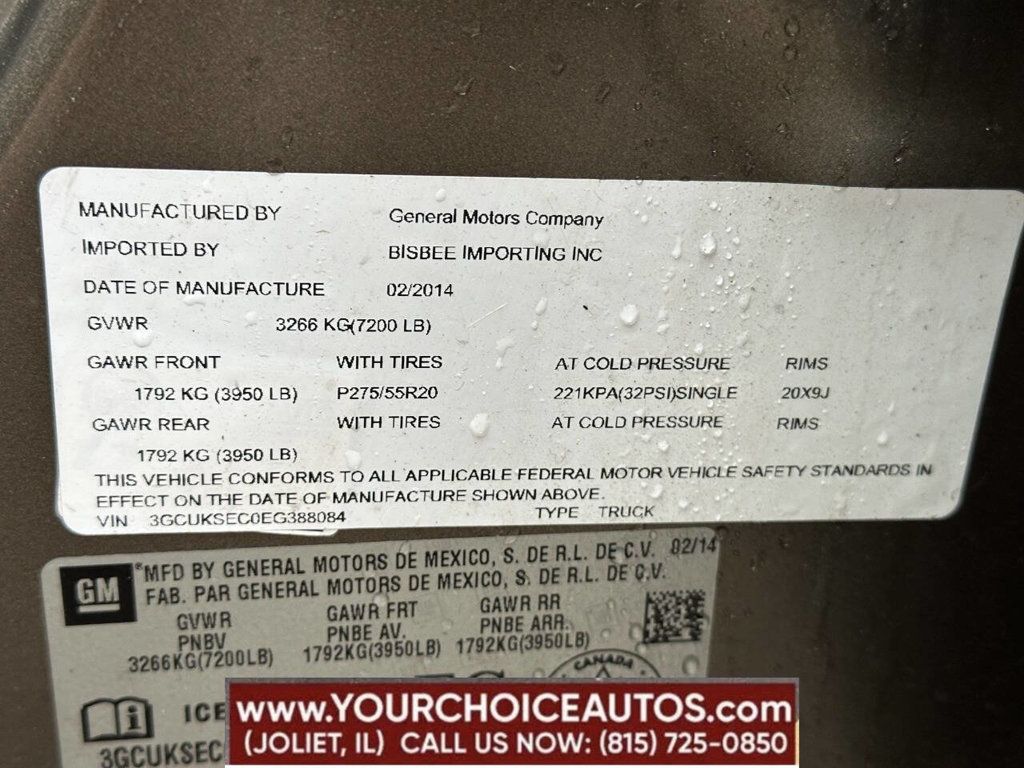 MANUFACTURED BY General Motors Company
IMPORTED BY BISBEE IMPORTING INC
DATE OF MANUFACTURE 02/2014
GVWR 3266 KG(7200 LB)
GAWR FRONT WITH TIRES AT COLD PRESSURE RIMS
1792 KG (3950 LB) P275/55R20 221KPA(32PSI)SINGLE 20X9J
GAWR REAR WITH TIRES AT COLD PRESSURE RIMS
1792 KG (3950 LB)
THIS VEHICLE CONFORMS TO ALL APPLICABLE FEDERAL MOTOR VEHICLE SAFETY STANDARDS IN
EFFECT ON THE DATE OF MANUFACTURE SHOWN ABOVE.
VIN 3GCUKSEC0EG388084 TYPE TRUCK
GM
*MFD BY GENERAL MOTORS DE MEXICO, S. DE R.L. DE C.V. 02/14
FAB. PAR GENERAL MOTORS DE MEXICO, S. DE R.L. DE C.V.
GVWR GAWR FRT GAWR RR
PNBV PNBE AV. PNBE ARR.
3266KG(7200LB) 1792KG(3950LB) 1792KG(3950LB)
CANADA
ICE
3GCUKSEC
WWW.YOURCHOICEAUTOS.com
(JOLIET, IL) CALL US NOW: (815) 725-0850